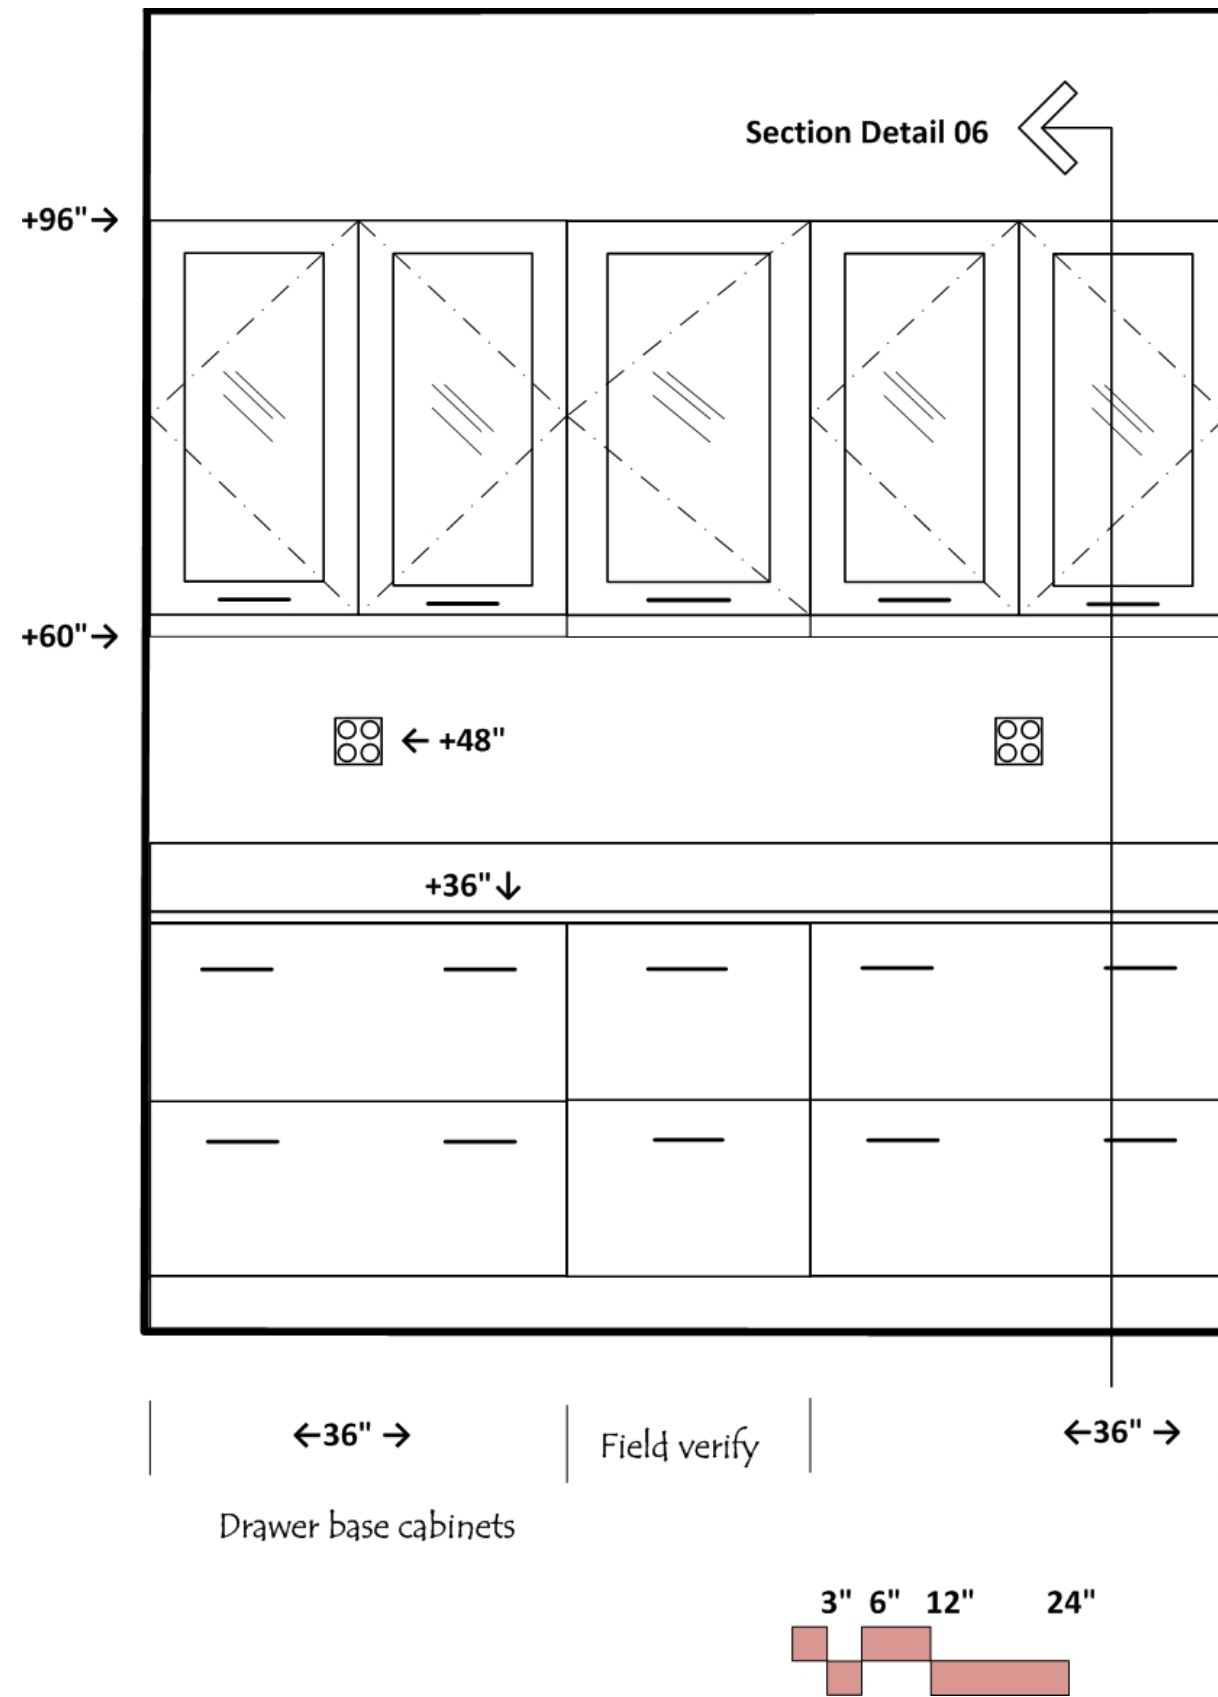 Section Detail 06
+96"→
+60"→
← +48"
+36"↓
←36" →
Field verify
←36" →
Drawer base cabinets
3" 6" 12" 24"